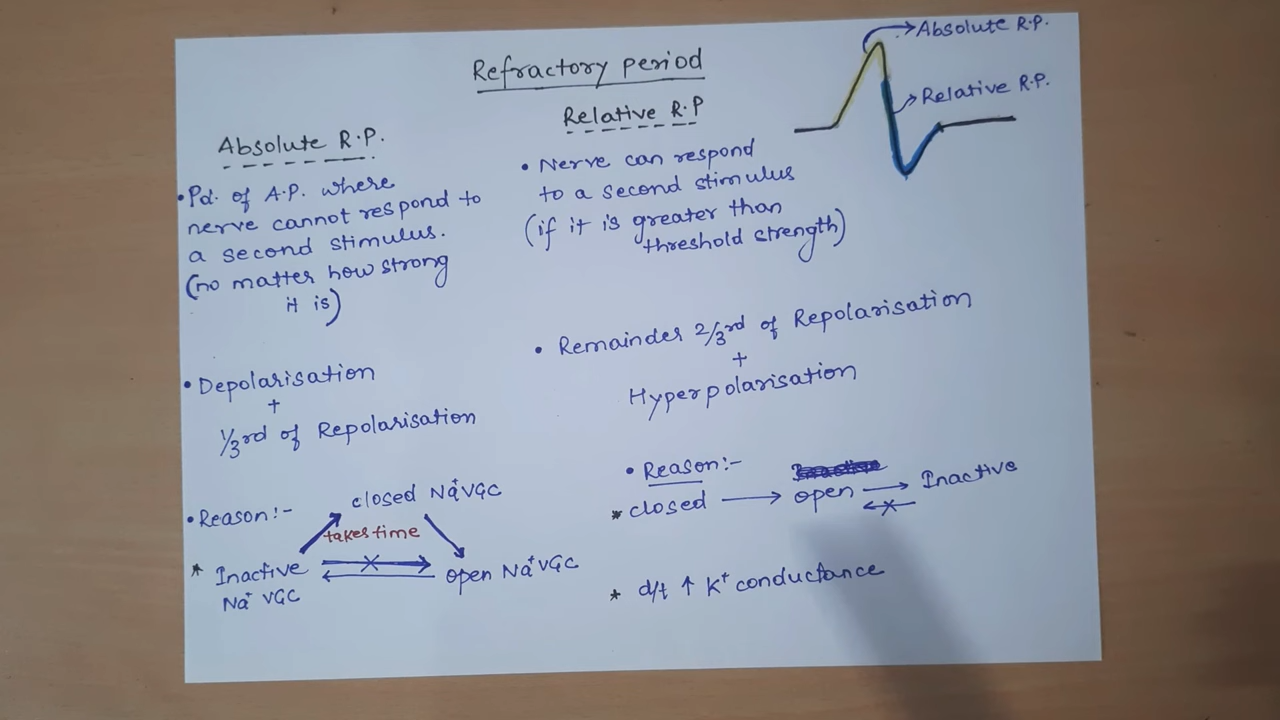 Refractory period
Absolute R.P.
Relative R.P.
Absolute R.P.
• Pd. of A.P. where
nerve cannot respond to
a second stimulus.
(no matter how strong
it is)
• Depolarisation
+
1/3rd of Repolarisation
• Reason:-
closed Na⁺VGC
takes time
* Inactive
Na⁺ VGC
open Na⁺VGC
Relative R.P
• Nerve can respond
to a second stimulus
(if it is greater than
threshold strength)
• Remainder 2/3rd of Repolarisation
+
Hyperpolarisation
• Reason:-
* closed → open → Inactive
* d/t ↑ K⁺ conductance